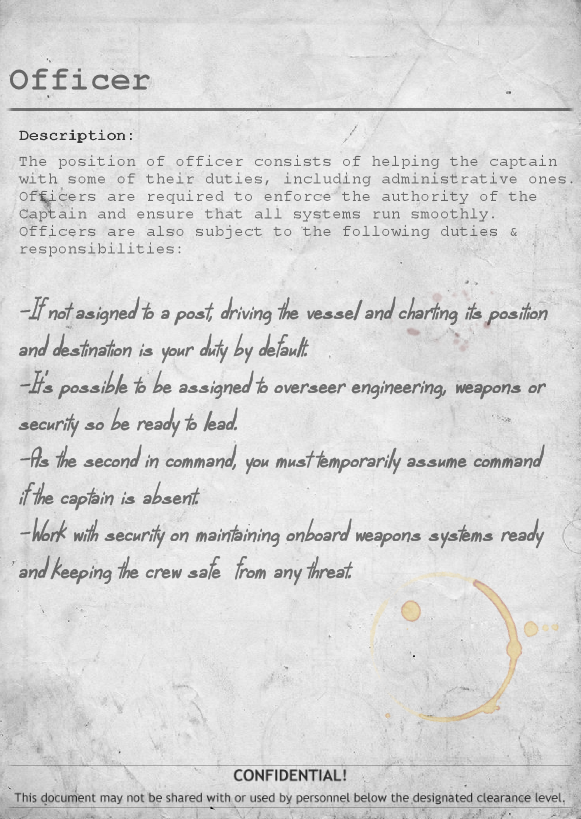 Officer
Description:
The position of officer consists of helping the captain
with some of their duties, including administrative ones.
Officers are required to enforce the authority of the
Captain and ensure that all systems run smoothly.
Officers are also subject to the following duties &
responsibilities:
-If not asigned to a post, driving the vessel and charting its position
and destination is your duty by default.
-It's possible to be assigned to overseer engineering, weapons or
security so be ready to lead.
-As the second in command, you must temporarily assume command
if the captain is absent.
-Work with security on maintaining onboard weapons systems ready
and keeping the crew safe from any threat.
CONFIDENTIAL!
This document may not be shared with or used by personnel below the designated clearance level.